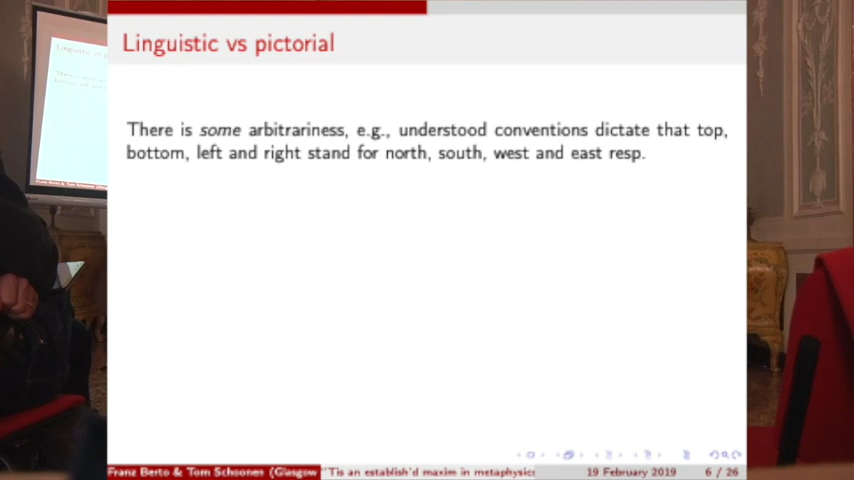 Linguistic vs pictorial
There is some arbitrariness, e.g., understood conventions dictate that top,
bottom, left and right stand for north, south, west and east resp.
Franz Berto & Tom Schoonen (Glasgow "Tis an establish'd maxim in metaphysics 19 February 2019 6 / 26
Linguistic vs